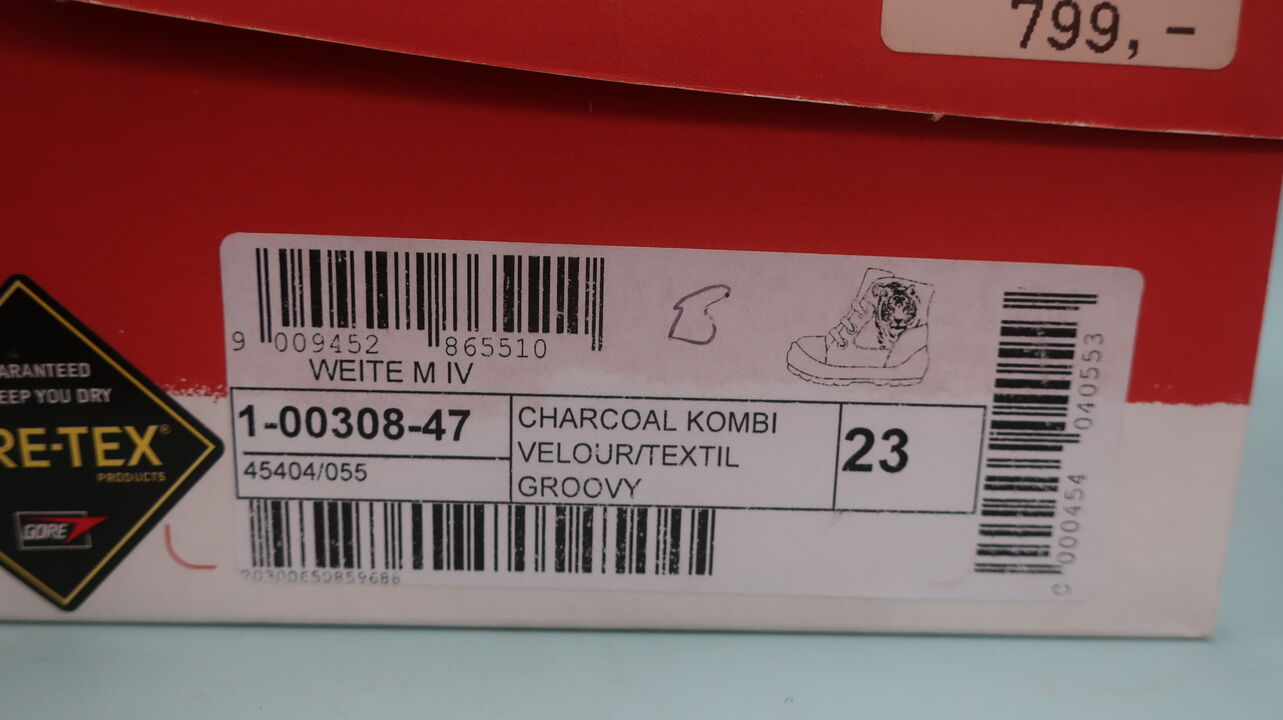 799,-
9 009452 865510
WEITE M IV
1-00308-47
45404/055
CHARCOAL KOMBI
VELOUR/TEXTIL
GROOVY
23
0 000454 040553
ARANTEED
EEP YOU DRY
RE-TEX®
PRODUCTS
GORE